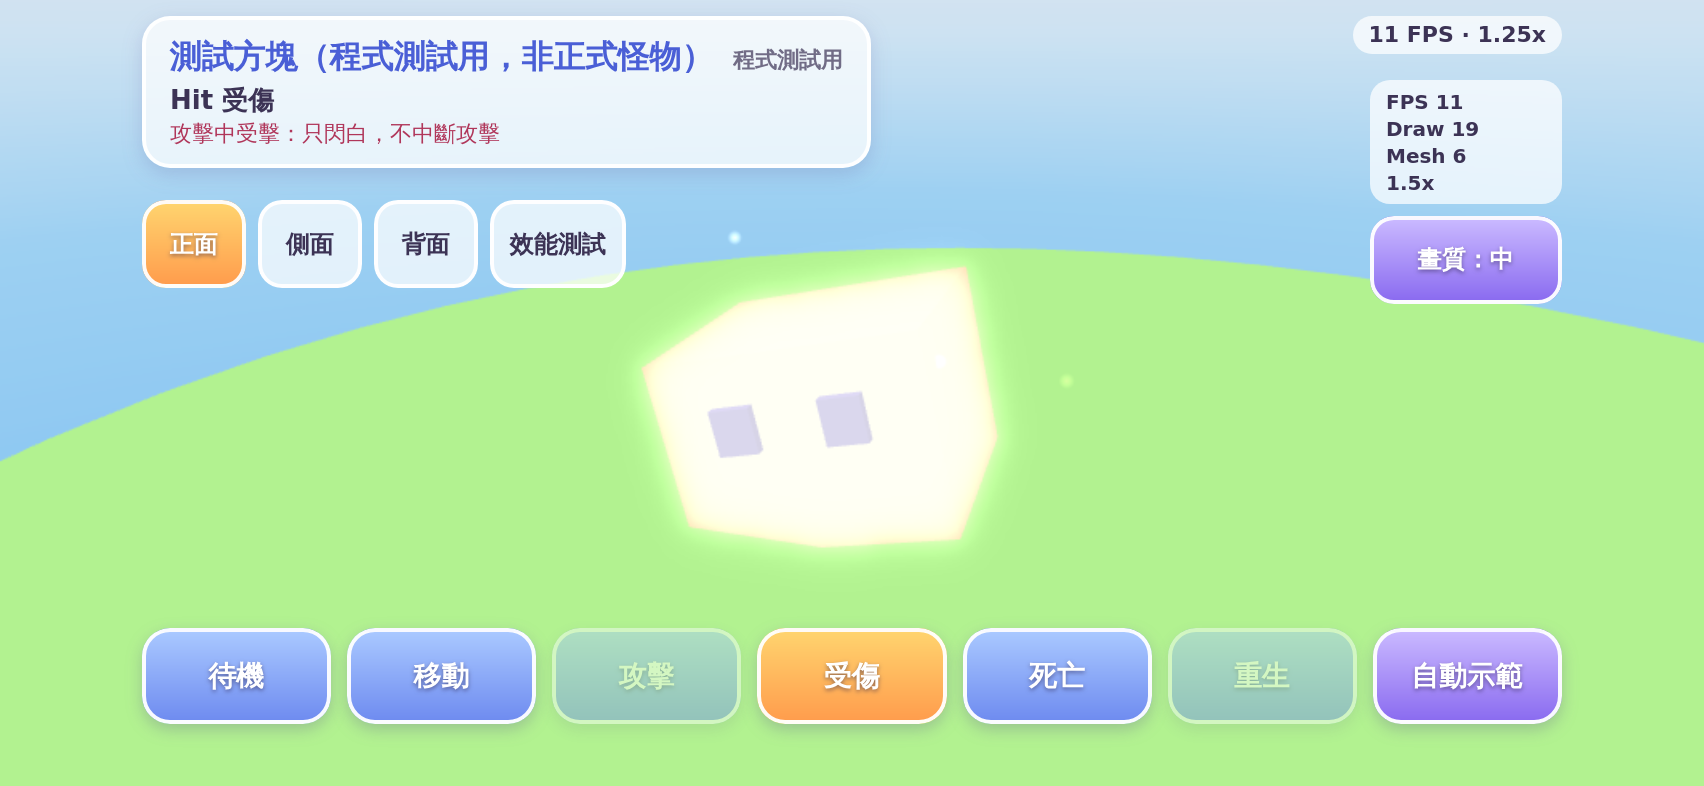 測試方塊（程式測試用，非正式怪物） 程式測試用
Hit 受傷
攻擊中受擊：只閃白，不中斷攻擊
11 FPS · 1.25x
FPS 11
Draw 19
Mesh 6
1.5x
正面 側面 背面 效能測試
畫質：中
待機 移動 攻擊 受傷 死亡 重生 自動示範